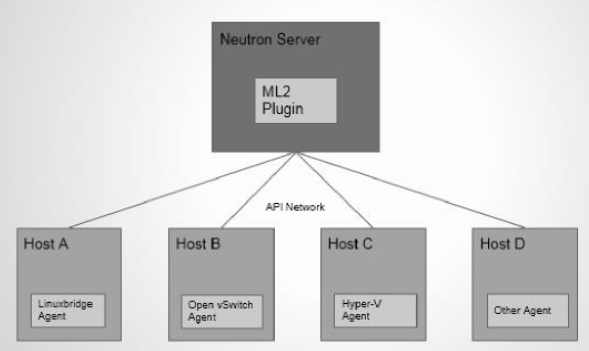 Neutron Server
ML2
Plugin
API Network
Host A
Host B
Host C
Host D
Linuxbridge
Agent
Open vSwitch
Agent
Hyper-V
Agent
Other Agent